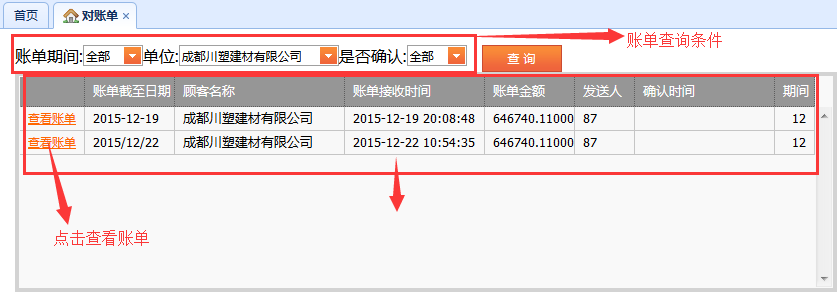 首页 对账单
账单期间:全部 单位:成都川塑建材有限公司 是否确认:全部 查 询 账单查询条件
账单截至日期 顾客名称 账单接收时间 账单金额 发送人 确认时间 期间
查看账单 2015-12-19 成都川塑建材有限公司 2015-12-19 20:08:48 646740.11000 87 12
查看账单 2015/12/22 成都川塑建材有限公司 2015-12-22 10:54:35 646740.11000 87 12
点击查看账单